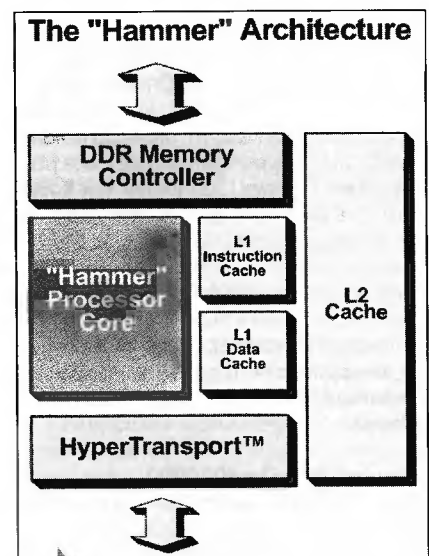 The "Hammer" Architecture
DDR Memory
Controller
"Hammer"
Processor
Core
L1
Instruction
Cache
L1
Data
Cache
L2
Cache
HyperTransport™